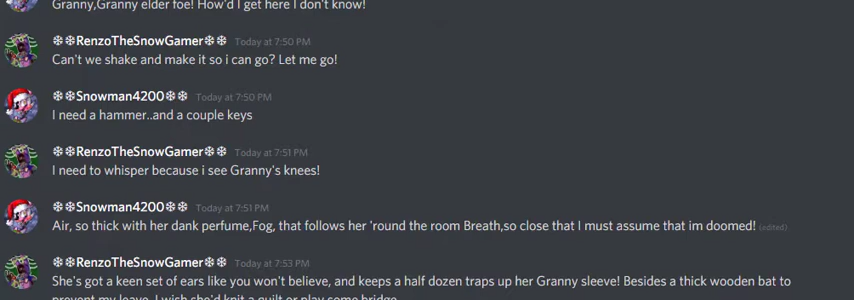 Granny,Granny elder foe! How'd I get here I don't know!
❄❄RenzoTheSnowGamer❄❄ Today at 7:50 PM
Can't we shake and make it so i can go? Let me go!
❄❄Snowman4200❄❄ Today at 7:50 PM
I need a hammer..and a couple keys
❄❄RenzoTheSnowGamer❄❄ Today at 7:51 PM
I need to whisper because i see Granny's knees!
❄❄Snowman4200❄❄ Today at 7:51 PM
Air, so thick with her dank perfume,Fog, that follows her 'round the room Breath,so close that I must assume that im doomed! (edited)
❄❄RenzoTheSnowGamer❄❄ Today at 7:53 PM
She's got a keen set of ears like you won't believe, and keeps a half dozen traps up her Granny sleeve! Besides a thick wooden bat to
prevent my leave, I wish she'd knit a quilt or play some bridge